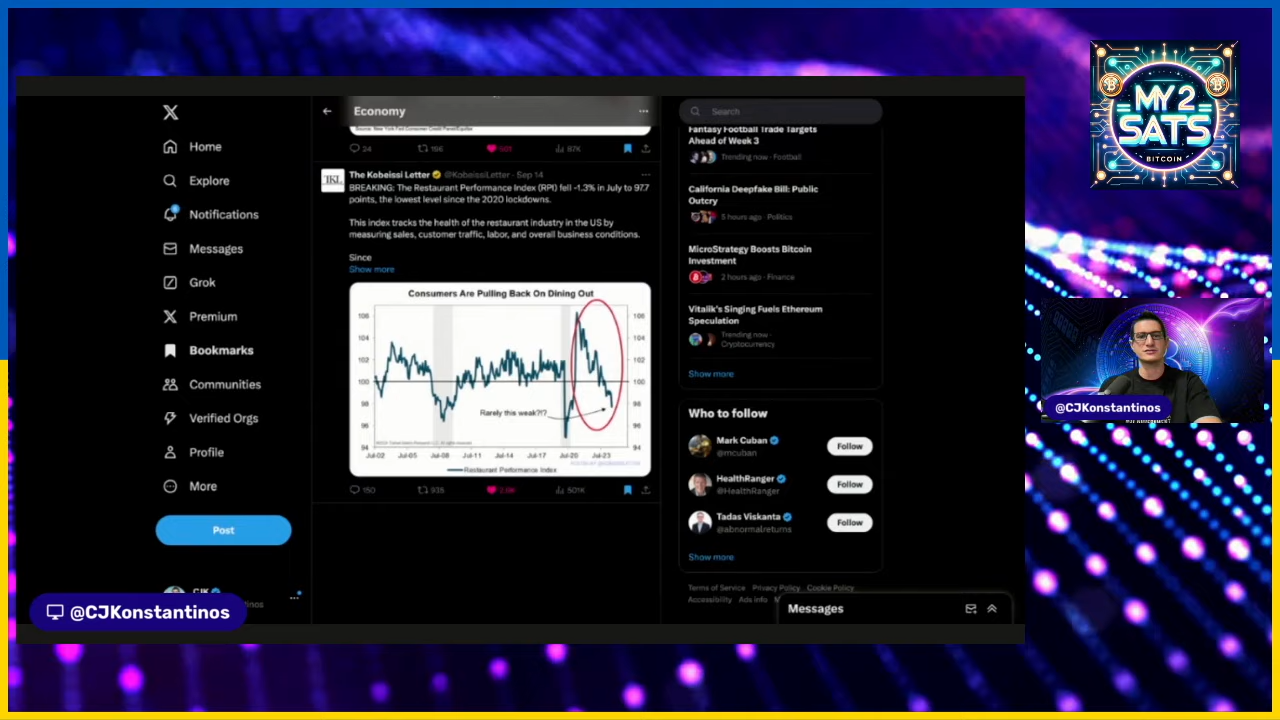 Home
Explore
Notifications
Messages
Grok
Premium
Bookmarks
Communities
Verified Orgs
Profile
More
Post
CJK
@CJKonstantinos
Economy
24
196
87K
The Kobeissi Letter @KobeissiLetter · Sep 14
BREAKING: The Restaurant Performance Index (RPI) fell -1.3% in July to 97.7
points, the lowest level since the 2020 lockdowns.
This index tracks the health of the restaurant industry in the US by
measuring sales, customer traffic, labor, and overall business conditions.
Since
Show more
Consumers Are Pulling Back On Dining Out
106 106
104 104
102 102
100 100
98 98
96 96
94 94
Rarely this weak?!?
Jul-02 Jul-05 Jul-08 Jul-11 Jul-14 Jul-17 Jul-20 Jul-23
Restaurant Performance Index
150
935
501K
Search
Fantasy Football Trade Targets
Ahead of Week 3
Trending now · Football
California Deepfake Bill: Public
Outcry
5 hours ago · Politics
MicroStrategy Boosts Bitcoin
Investment
2 hours ago · Finance
Vitalik's Singing Fuels Ethereum
Speculation
Trending now ·
Cryptocurrency
Show more
Who to follow
Mark Cuban
@mcuban
Follow
HealthRanger
@HealthRanger
Follow
Tadas Viskanta
@abnormalreturns
Follow
Show more
Terms of Service Privacy Policy Cookie Policy
Accessibility Ads info
Messages
MY 2
SATS
BITCOIN
@CJKonstantinos